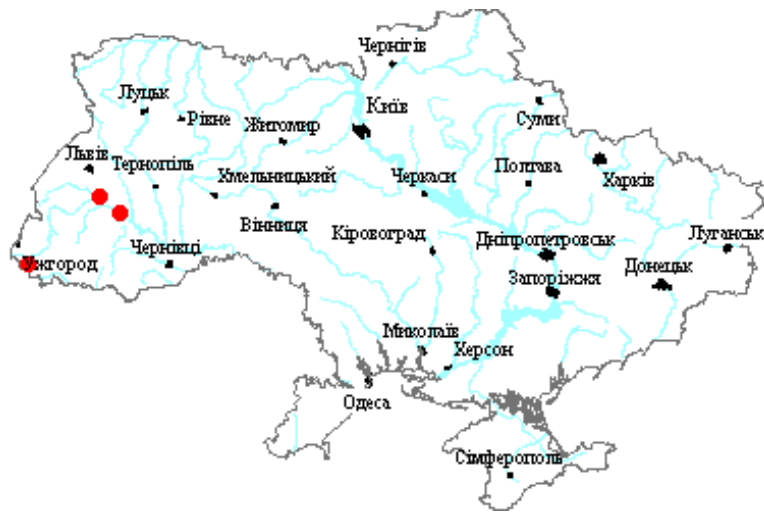 Чернігів
Луцьк
Рівне
Київ
Суми
Житомир
Львів
Тернопіль
Хмельницький
Черкаси
Полтава
Харків
Вінниця
Кіровоград
Дніпропетровськ
Луганськ
Чернівці
Ужгород
Запоріжжя
Донецьк
Миколаїв
Херсон
Одеса
Сімферополь